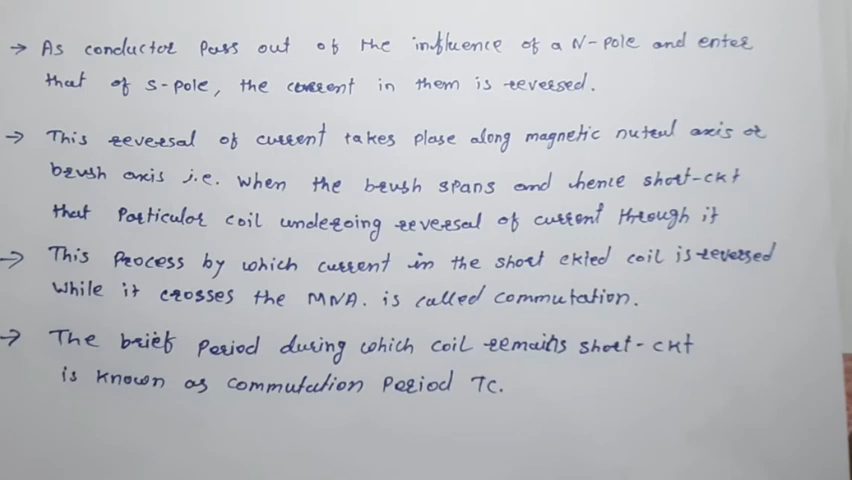 → As conductor pass out of the influence of a N-pole and enter
that of S-pole, the current in them is reversed.
→ This reversal of current takes plase along magnetic nuteral axis or
brush axis i.e. when the brush spans and hence short-ckt
that particular coil undergoing reversal of current through it
→ This process by which current in the short ckted coil is reversed
while it crosses the MNA. is called commutation.
→ The brief period during which coil remains short-ckt
is known as commutation period Tc.